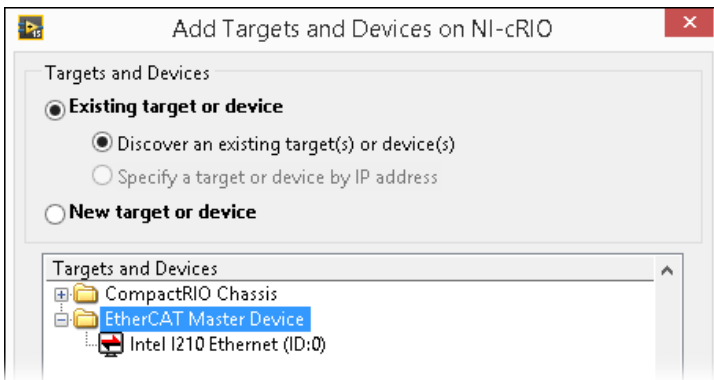 Add Targets and Devices on NI-cRIO
Targets and Devices
Existing target or device
Discover an existing target(s) or device(s)
Specify a target or device by IP address
New target or device
Targets and Devices
CompactRIO Chassis
EtherCAT Master Device
Intel I210 Ethernet (ID:0)